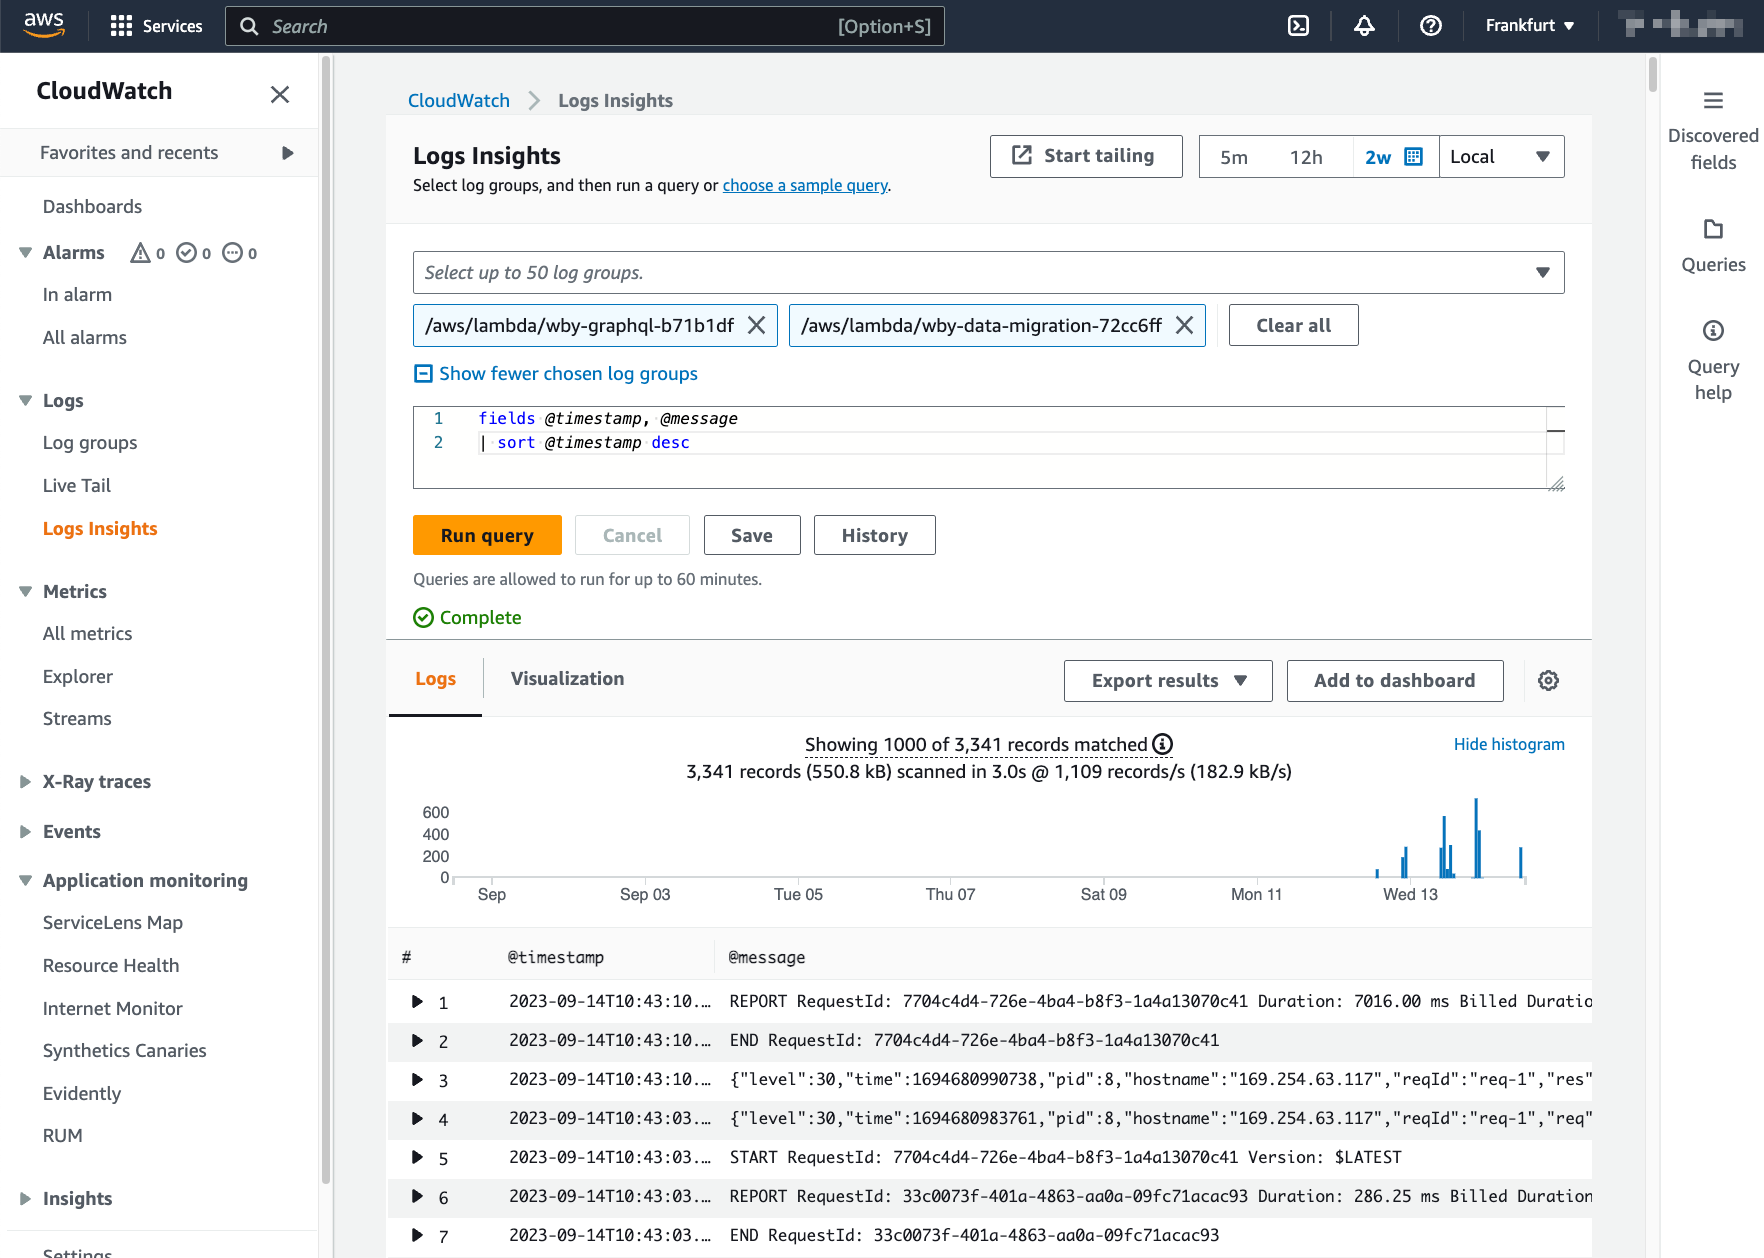 aws
Services
Search
[Option+S]
Frankfurt
CloudWatch
Favorites and recents
Dashboards
Alarms
0
0
0
In alarm
All alarms
Logs
Log groups
Live Tail
Logs Insights
Metrics
All metrics
Explorer
Streams
X-Ray traces
Events
Application monitoring
ServiceLens Map
Resource Health
Internet Monitor
Synthetics Canaries
Evidently
RUM
Insights
Settings
CloudWatch
Logs Insights
Logs Insights
Select log groups, and then run a query or choose a sample query.
Start tailing
5m
12h
2w
Local
Select up to 50 log groups.
/aws/lambda/wby-graphql-b71b1df
/aws/lambda/wby-data-migration-72cc6ff
Clear all
Show fewer chosen log groups
1 fields @timestamp, @message
2 | sort @timestamp desc
Run query
Cancel
Save
History
Queries are allowed to run for up to 60 minutes.
Complete
Logs
Visualization
Export results
Add to dashboard
Showing 1000 of 3,341 records matched
Hide histogram
3,341 records (550.8 kB) scanned in 3.0s @ 1,109 records/s (182.9 kB/s)
600
400
200
0
Sep
Sep 03
Tue 05
Thu 07
Sat 09
Mon 11
Wed 13
# @timestamp @message
1 2023-09-14T10:43:10.… REPORT RequestId: 7704c4d4-726e-4ba4-b8f3-1a4a13070c41 Duration: 7016.00 ms Billed Duratio
2 2023-09-14T10:43:10.… END RequestId: 7704c4d4-726e-4ba4-b8f3-1a4a13070c41
3 2023-09-14T10:43:10.… {"level":30,"time":1694680990738,"pid":8,"hostname":"169.254.63.117","reqId":"req-1","res"
4 2023-09-14T10:43:03.… {"level":30,"time":1694680983761,"pid":8,"hostname":"169.254.63.117","reqId":"req-1","req"
5 2023-09-14T10:43:03.… START RequestId: 7704c4d4-726e-4ba4-b8f3-1a4a13070c41 Version: $LATEST
6 2023-09-14T10:43:03.… REPORT RequestId: 33c0073f-401a-4863-aa0a-09fc71acac93 Duration: 286.25 ms Billed Duration
7 2023-09-14T10:43:03.… END RequestId: 33c0073f-401a-4863-aa0a-09fc71acac93
Discovered
fields
Queries
Query
help